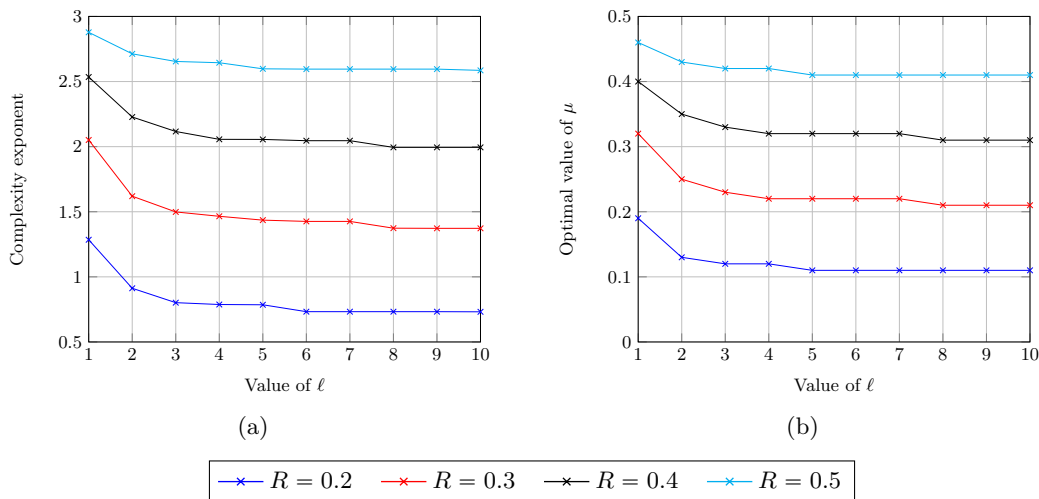 3
2.5
2
1.5
1
0.5
Complexity exponent
1 2 3 4 5 6 7 8 9 10
Value of ℓ
(a)
0.5
0.4
0.3
0.2
0.1
0
Optimal value of μ
1 2 3 4 5 6 7 8 9 10
Value of ℓ
(b)
R = 0.2 R = 0.3 R = 0.4 R = 0.5